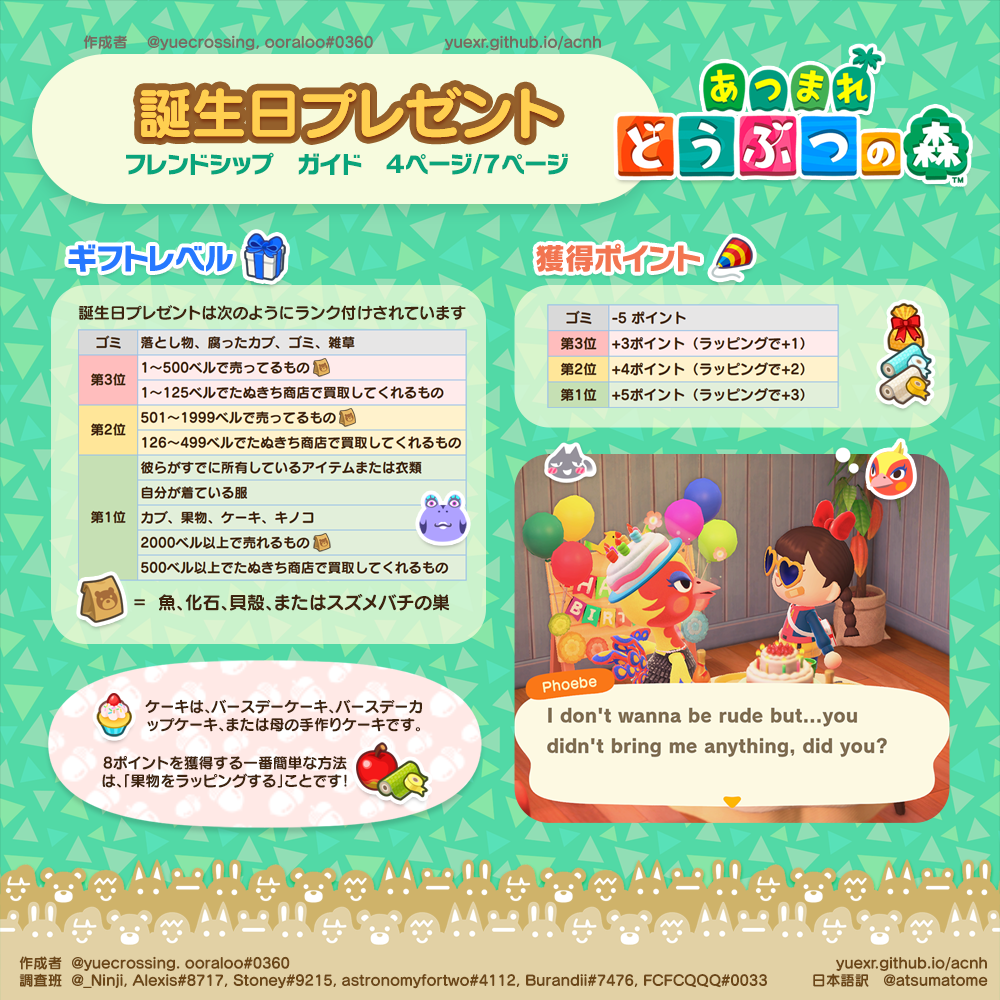 作成者 @yuecrossing, ooraloo#0360 yuexr.github.io/acnh
誕生日プレゼント
フレンドシップ ガイド 4ページ/7ページ
あつまれ
どうぶつの森
TM
ギフトレベル
誕生日プレゼントは次のようにランク付けされています
ゴミ 落とし物、腐ったカブ、ゴミ、雑草
第3位 1〜500ベルで売ってるもの
1〜125ベルでたぬきち商店で買取してくれるもの
第2位 501〜1999ベルで売ってるもの
126〜499ベルでたぬきち商店で買取してくれるもの
第1位 彼らがすでに所有しているアイテムまたは衣類
自分が着ている服
カブ、果物、ケーキ、キノコ
2000ベル以上で売れるもの
500ベル以上でたぬきち商店で買取してくれるもの
= 魚、化石、貝殻、またはスズメバチの巣
ケーキは、バースデーケーキ、バースデーカ
ップケーキ、または母の手作りケーキです。
8ポイントを獲得する一番簡単な方法
は、「果物をラッピングする」ことです!
獲得ポイント
ゴミ -5 ポイント
第3位 +3ポイント（ラッピングで+1）
第2位 +4ポイント（ラッピングで+2）
第1位 +5ポイント（ラッピングで+3）
Phoebe
I don't wanna be rude but...you
didn't bring me anything, did you?
作成者 @yuecrossing. ooraloo#0360 yuexr.github.io/acnh
調査班 @_Ninji, Alexis#8717, Stoney#9215, astronomyfortwo#4112, Burandii#7476, FCFCQQQ#0033 日本語訳 @atsumatome